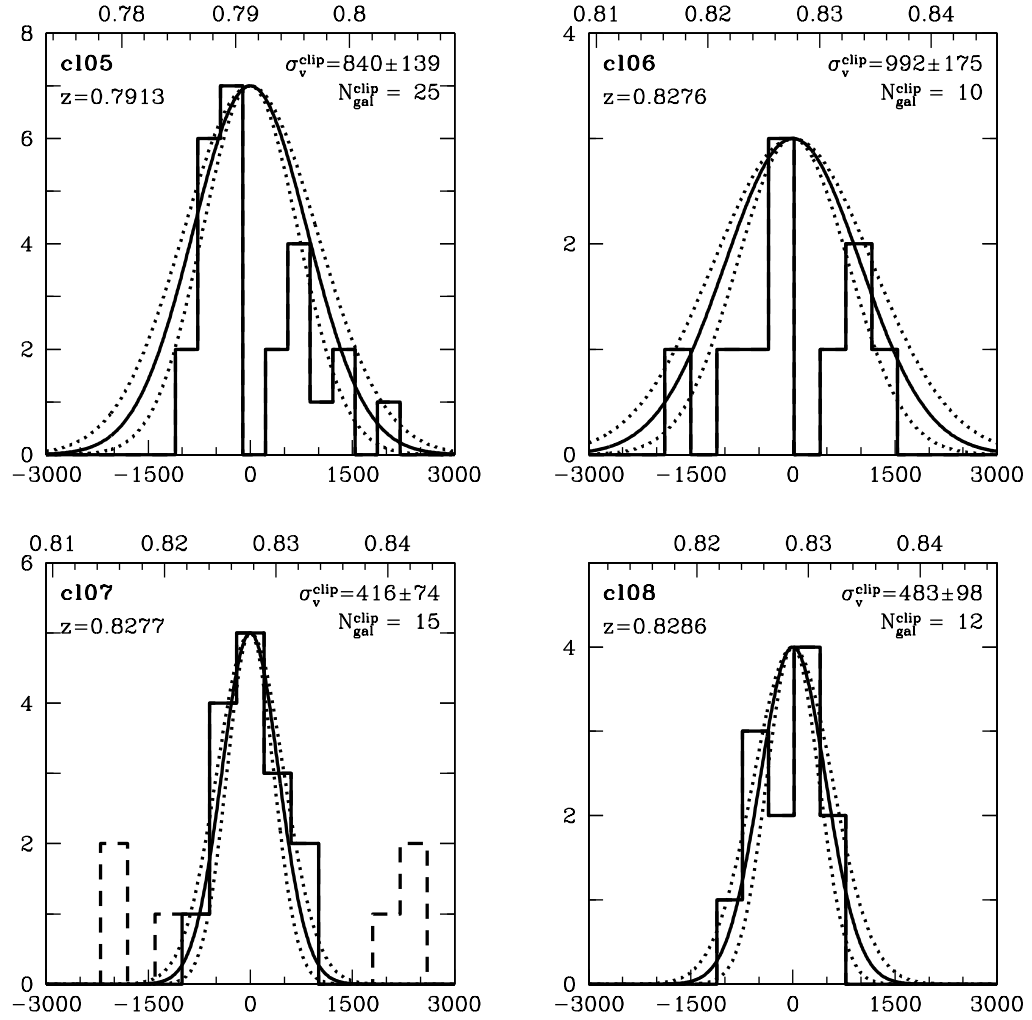 0.78 0.79 0.8
8
6
4
2
0
cl05 σ_v^clip=840±139
z=0.7913 N_gal^clip = 25
−3000 −1500 0 1500 3000
0.81 0.82 0.83 0.84
4
2
0
cl06 σ_v^clip=992±175
z=0.8276 N_gal^clip = 10
−3000 −1500 0 1500 3000
0.81 0.82 0.83 0.84
6
4
2
0
cl07 σ_v^clip=416±74
z=0.8277 N_gal^clip = 15
−3000 −1500 0 1500 3000
0.82 0.83 0.84
4
2
0
cl08 σ_v^clip=483±98
z=0.8286 N_gal^clip = 12
−3000 −1500 0 1500 3000